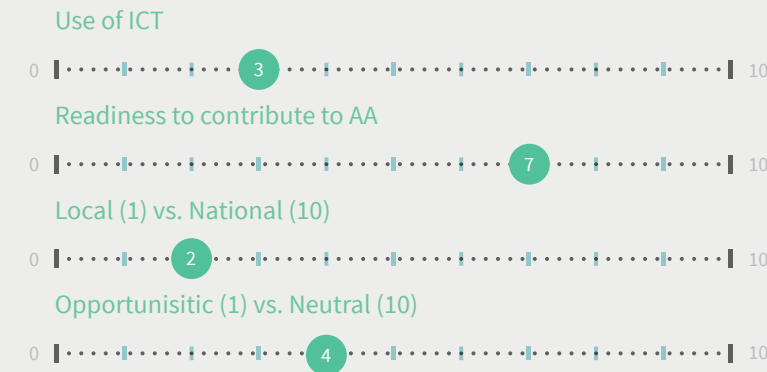 Use of ICT
0 3 10
Readiness to contribute to AA
0 7 10
Local (1) vs. National (10)
0 2 10
Opportunisitic (1) vs. Neutral (10)
0 4 10